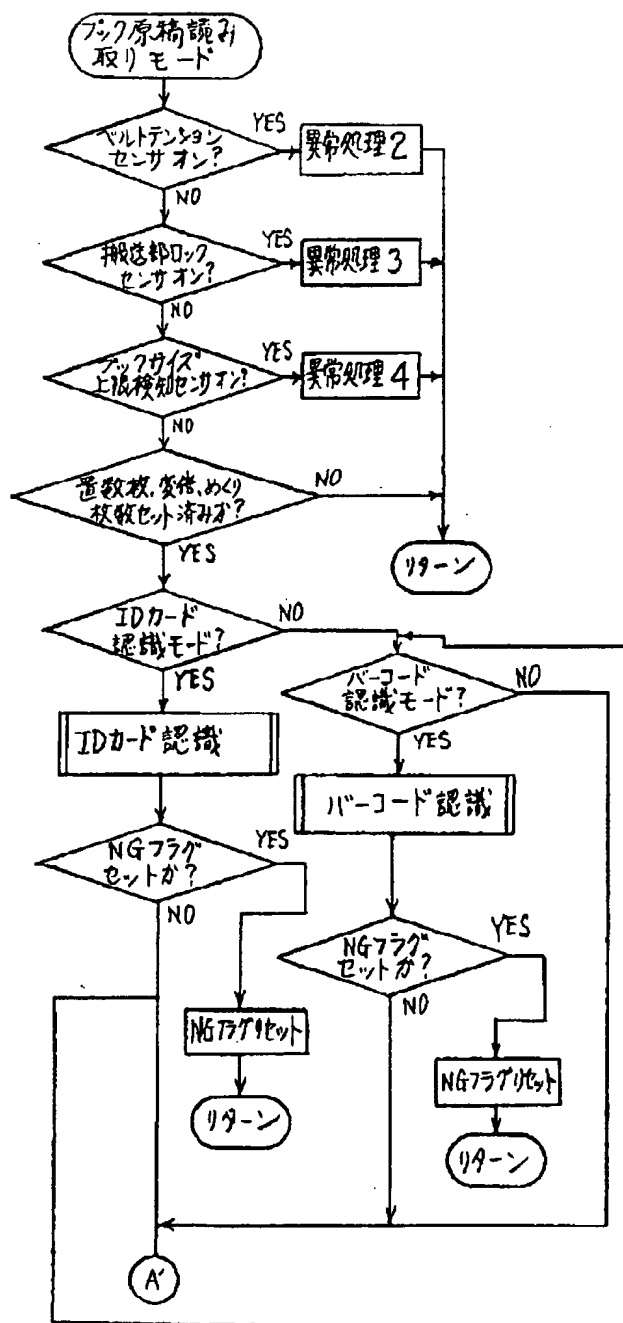 ブック原稿読み
取りモード
ベルトテンション
センサオン?
YES
異常処理2
NO
搬送部ロック
センサオン?
YES
異常処理3
NO
ブックサイズ
上限検知センサオン?
YES
異常処理4
NO
置数枚、変倍、めくり
枚数セット済みか?
NO
YES
リターン
IDカード
認識モード?
NO
YES
バーコード
認識モード?
NO
YES
IDカード認識
バーコード認識
NGフラグ
セットか?
YES
NO
NGフラグ
セットか?
YES
NO
NGフラグリセット
リターン
NGフラグリセット
リターン
A'